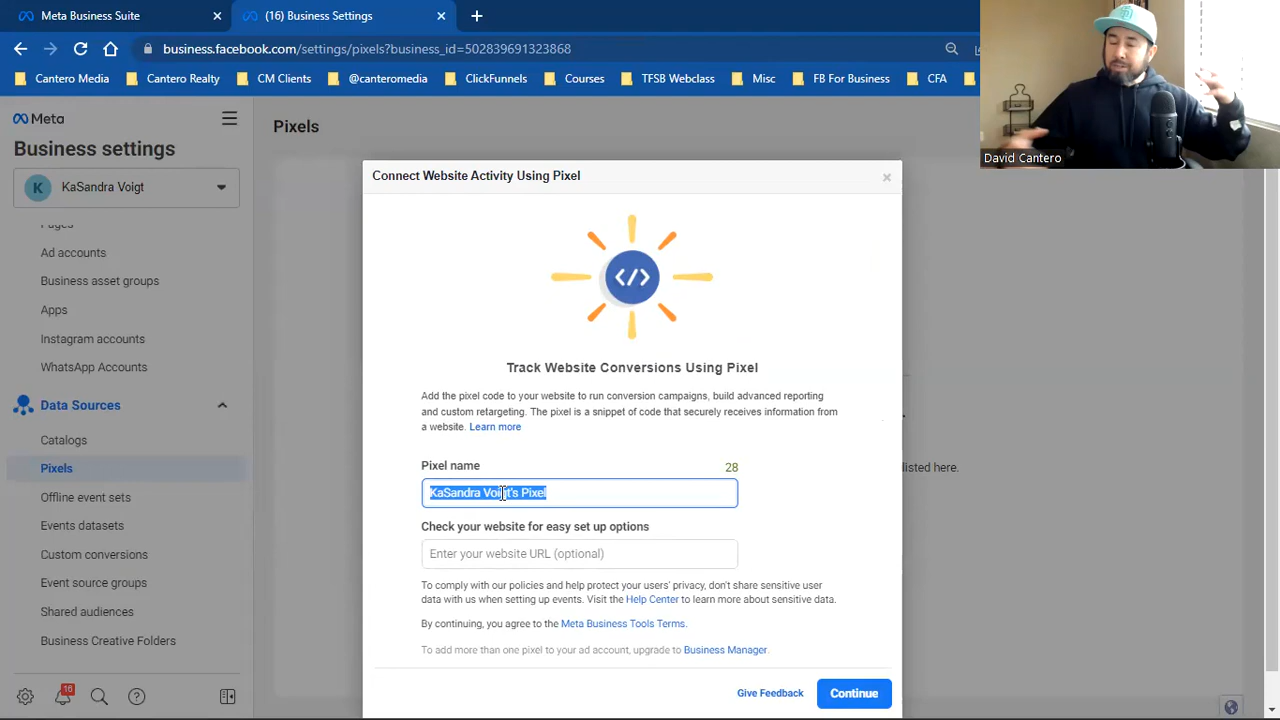 Meta Business Suite
(16) Business Settings
business.facebook.com/settings/pixels?business_id=502839691323868
Cantero Media
Cantero Realty
CM Clients
@canteromedia
ClickFunnels
Courses
TFSB Webclass
Misc
FB For Business
CFA
David Cantero
Meta
Business settings
K
KaSandra Voigt
Pages
Ad accounts
Business asset groups
Apps
Instagram accounts
WhatsApp Accounts
Data Sources
Catalogs
Pixels
Offline event sets
Events datasets
Custom conversions
Event source groups
Shared audiences
Business Creative Folders
16
Pixels
Connect Website Activity Using Pixel
</>
Track Website Conversions Using Pixel
Add the pixel code to your website to run conversion campaigns, build advanced reporting
and custom retargeting. The pixel is a snippet of code that securely receives information from
a website. Learn more
Pixel name
28
KaSandra Voigt's Pixel
Check your website for easy set up options
Enter your website URL (optional)
To comply with our policies and help protect your users' privacy, don't share sensitive user
data with us when setting up events. Visit the Help Center to learn more about sensitive data.
By continuing, you agree to the Meta Business Tools Terms.
To add more than one pixel to your ad account, upgrade to Business Manager.
Give Feedback
Continue
listed here.